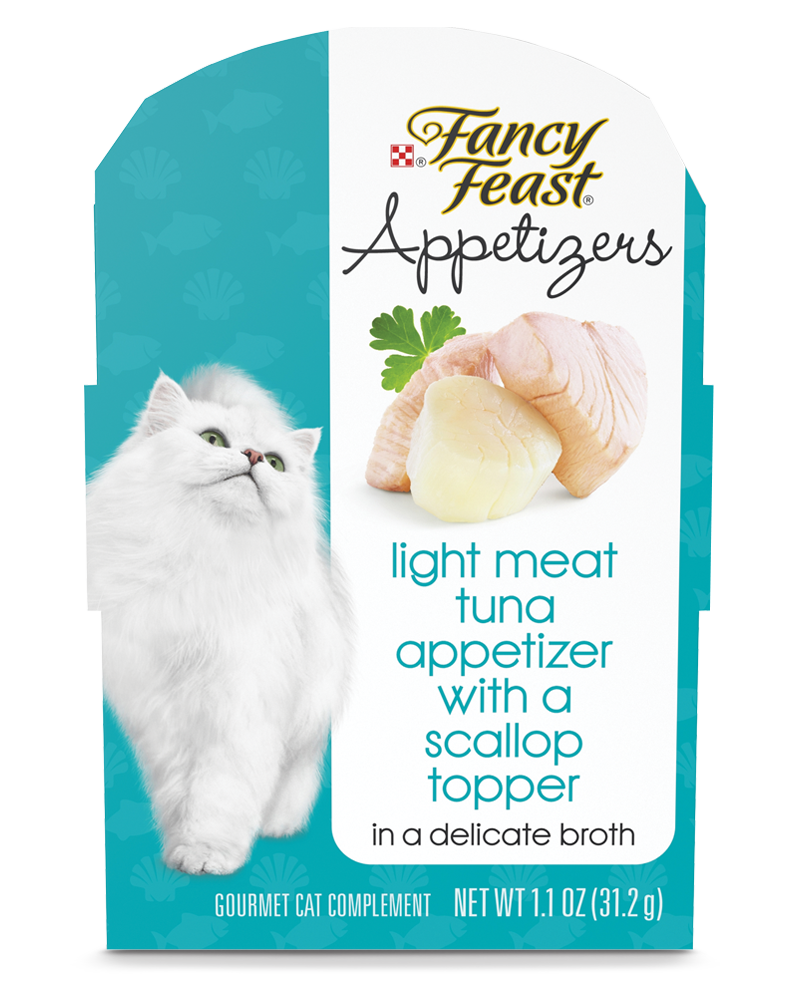 Fancy
Feast®
®
Appetizers
light meat
tuna
appetizer
with a
scallop
topper
in a delicate broth
GOURMET CAT COMPLEMENT NET WT 1.1 OZ (31.2 g)